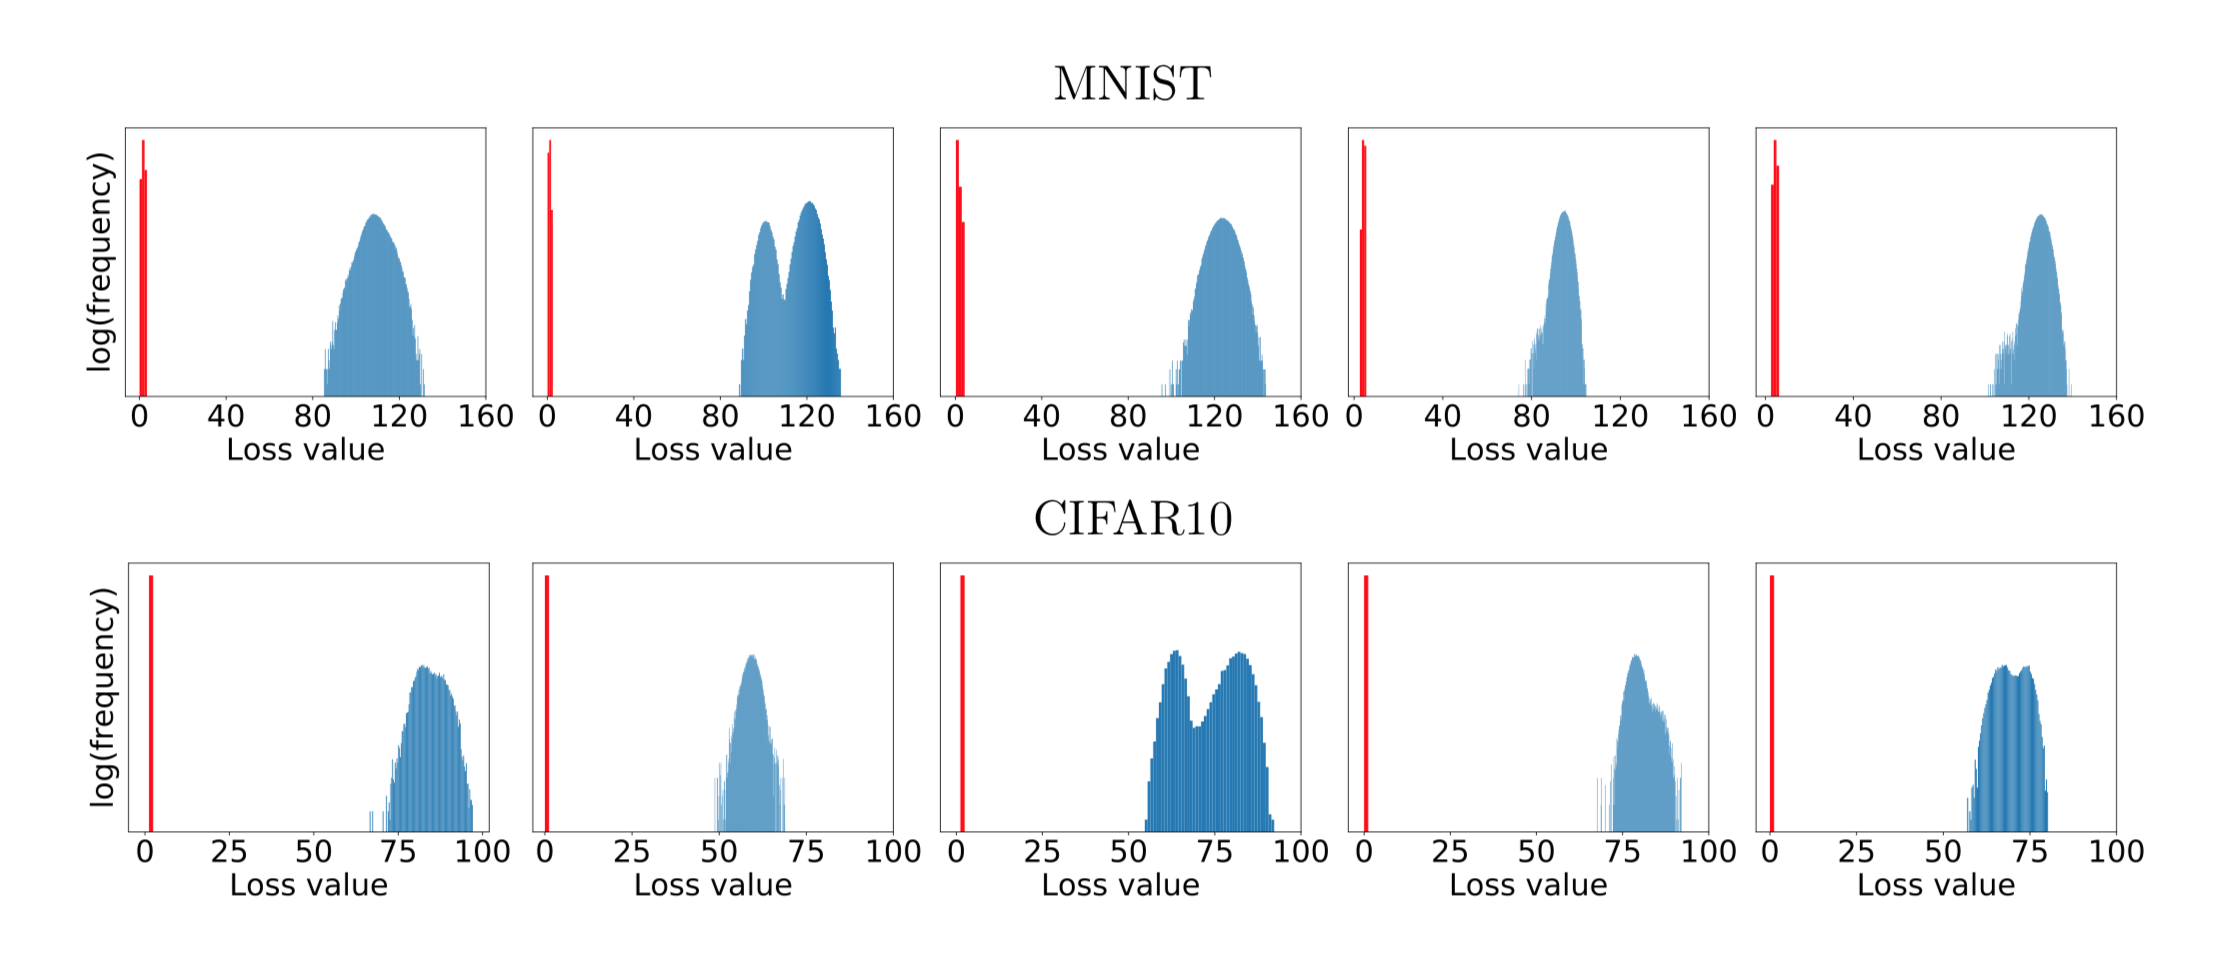 MNIST
log(frequency)
0 40 80 120 160 0 40 80 120 160 0 40 80 120 160 0 40 80 120 160 0 40 80 120 160
Loss value Loss value Loss value Loss value Loss value
CIFAR10
log(frequency)
0 25 50 75 100 0 25 50 75 100 0 25 50 75 100 0 25 50 75 100 0 25 50 75 100
Loss value Loss value Loss value Loss value Loss value